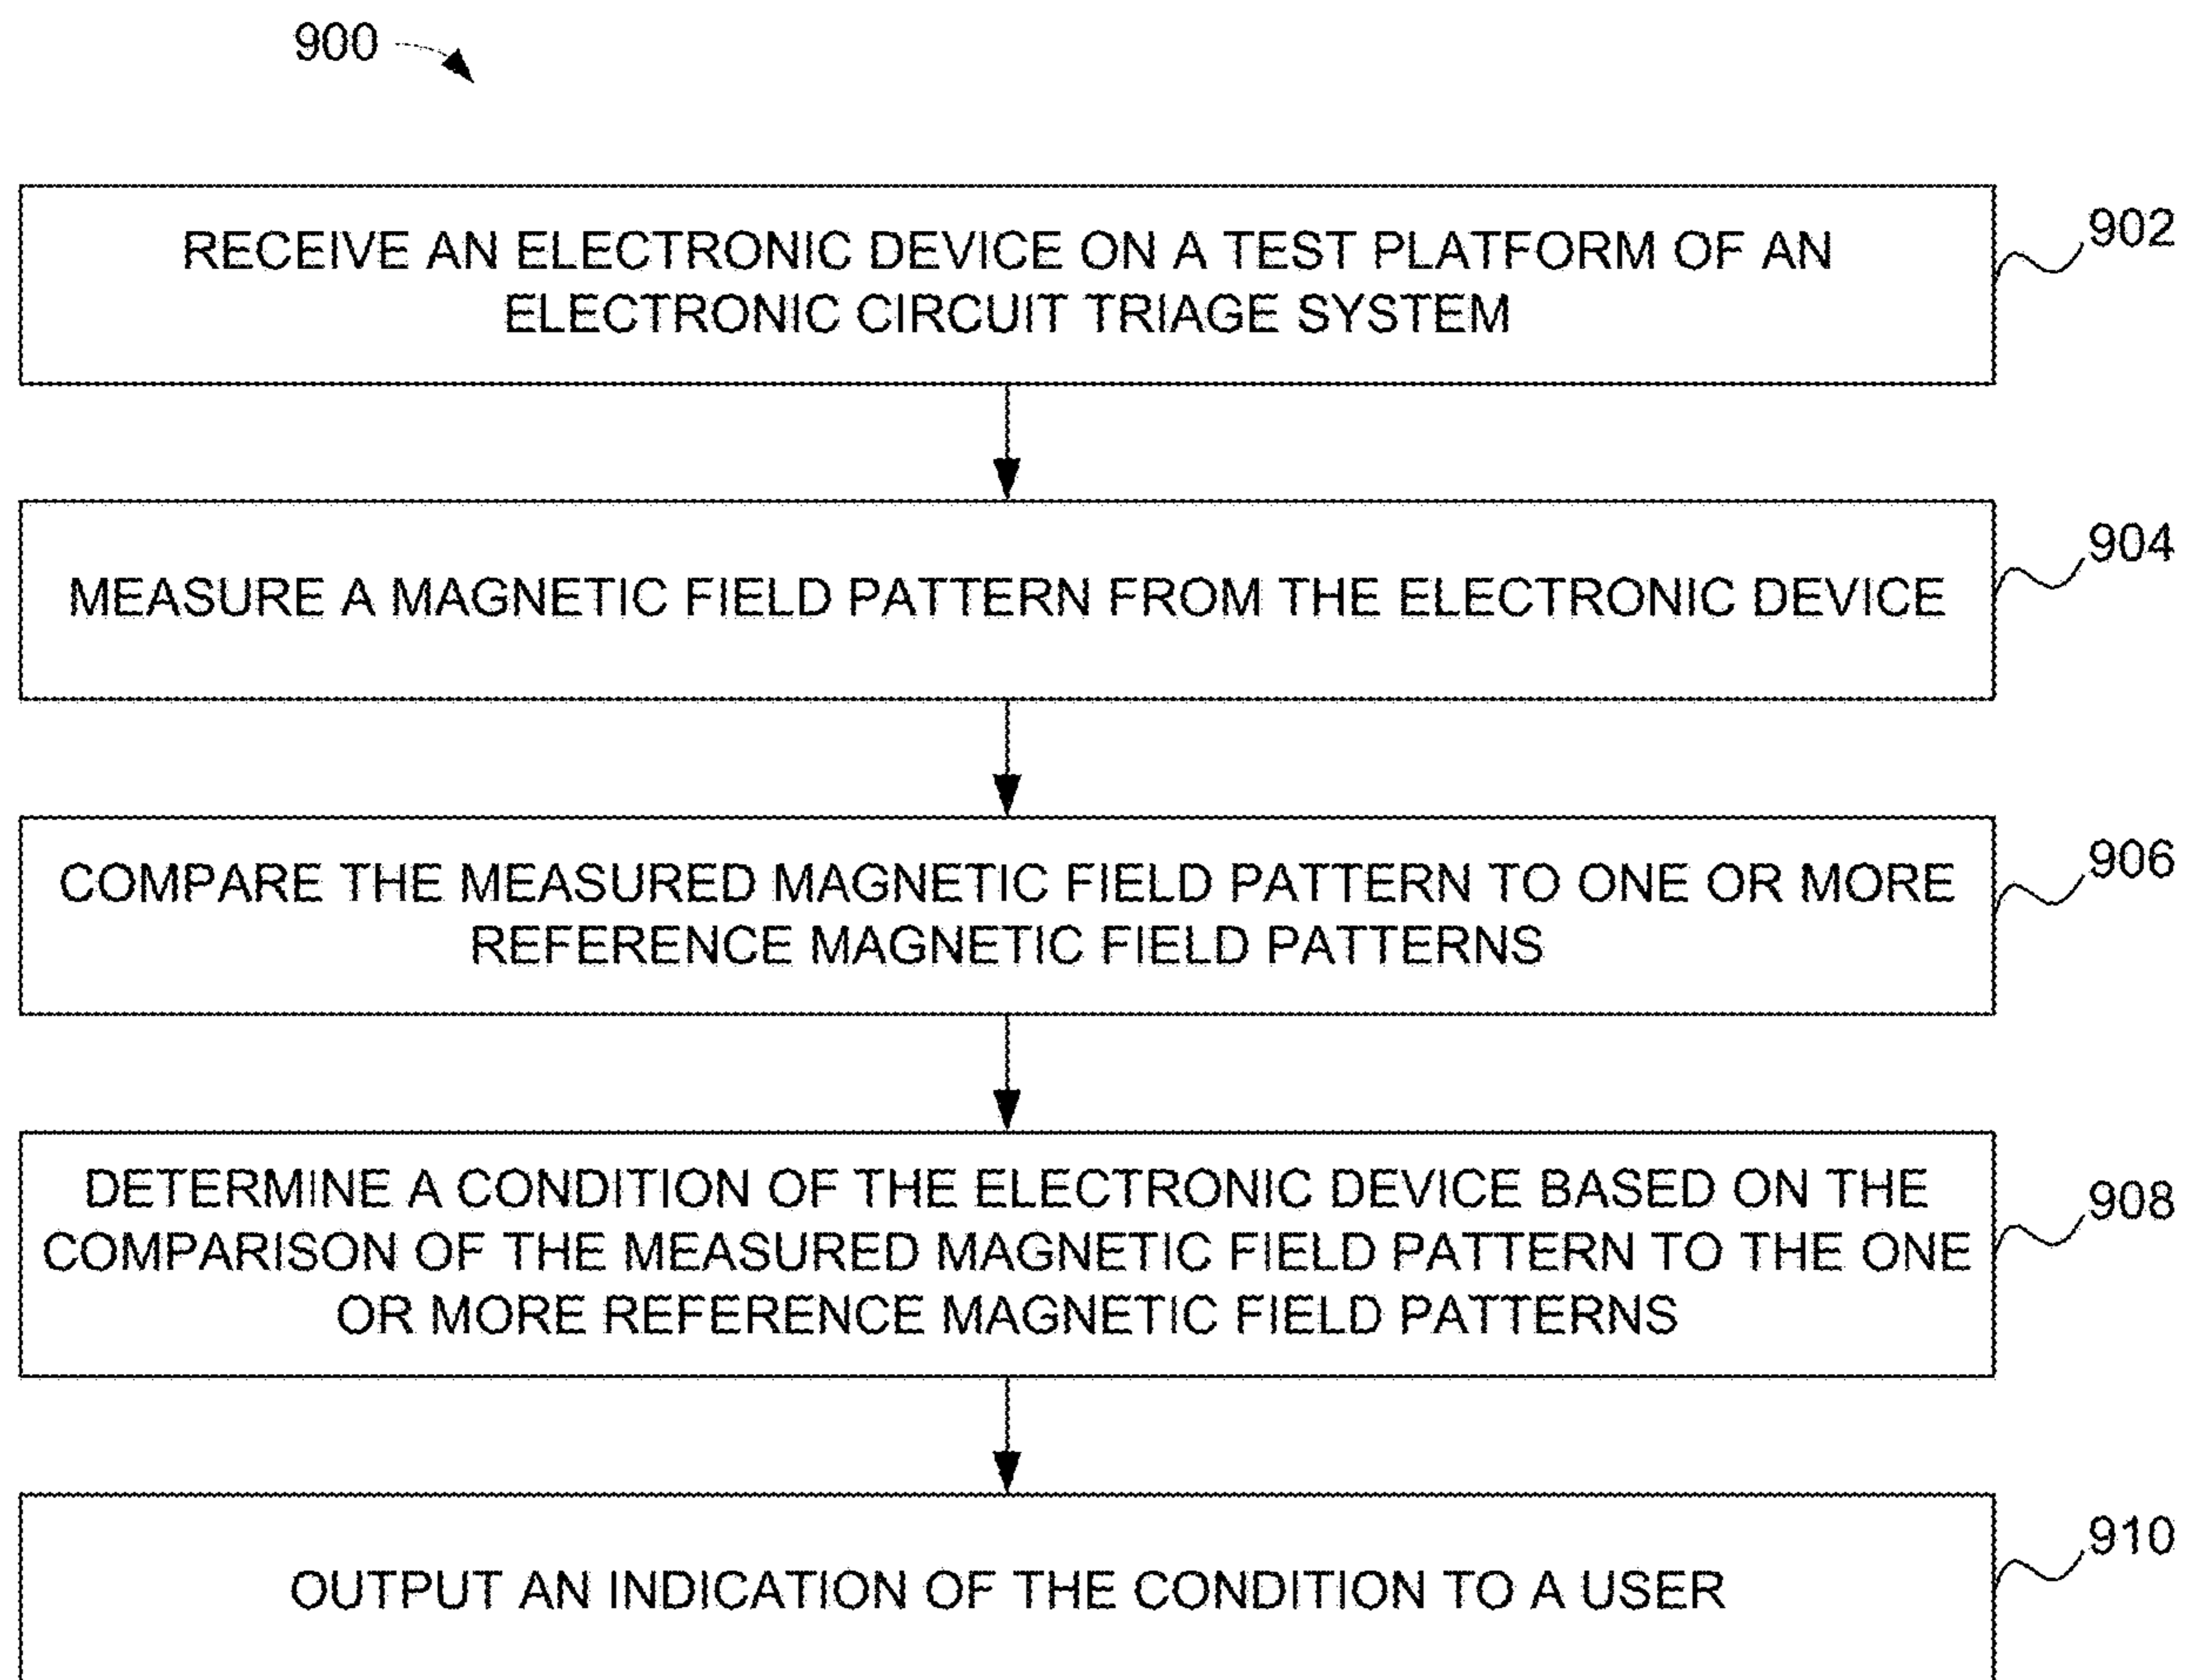 900
RECEIVE AN ELECTRONIC DEVICE ON A TEST PLATFORM OF AN
ELECTRONIC CIRCUIT TRIAGE SYSTEM
902
MEASURE A MAGNETIC FIELD PATTERN FROM THE ELECTRONIC DEVICE
904
COMPARE THE MEASURED MAGNETIC FIELD PATTERN TO ONE OR MORE
REFERENCE MAGNETIC FIELD PATTERNS
906
DETERMINE A CONDITION OF THE ELECTRONIC DEVICE BASED ON THE
COMPARISON OF THE MEASURED MAGNETIC FIELD PATTERN TO THE ONE
OR MORE REFERENCE MAGNETIC FIELD PATTERNS
908
OUTPUT AN INDICATION OF THE CONDITION TO A USER
910